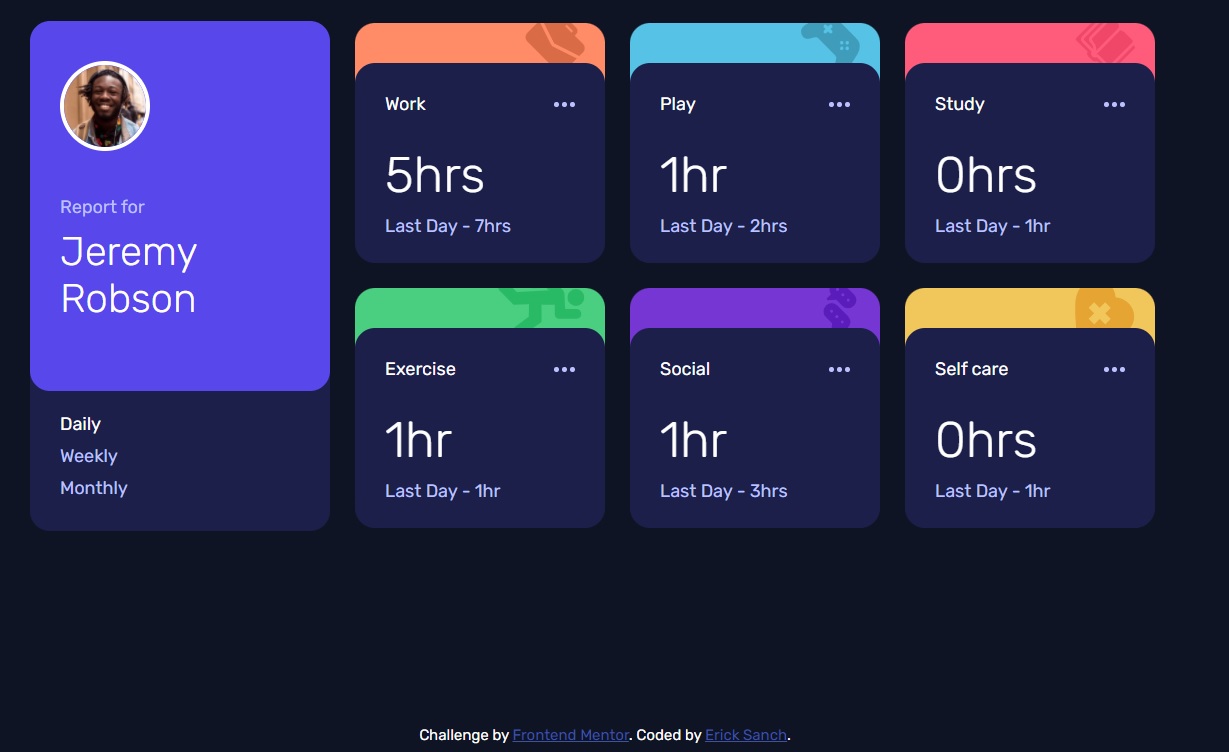 Report for
Jeremy
Robson
Daily
Weekly
Monthly
Work
5hrs
Last Day - 7hrs
Play
1hr
Last Day - 2hrs
Study
0hrs
Last Day - 1hr
Exercise
1hr
Last Day - 1hr
Social
1hr
Last Day - 3hrs
Self care
0hrs
Last Day - 1hr
Challenge by Frontend Mentor. Coded by Erick Sanch.